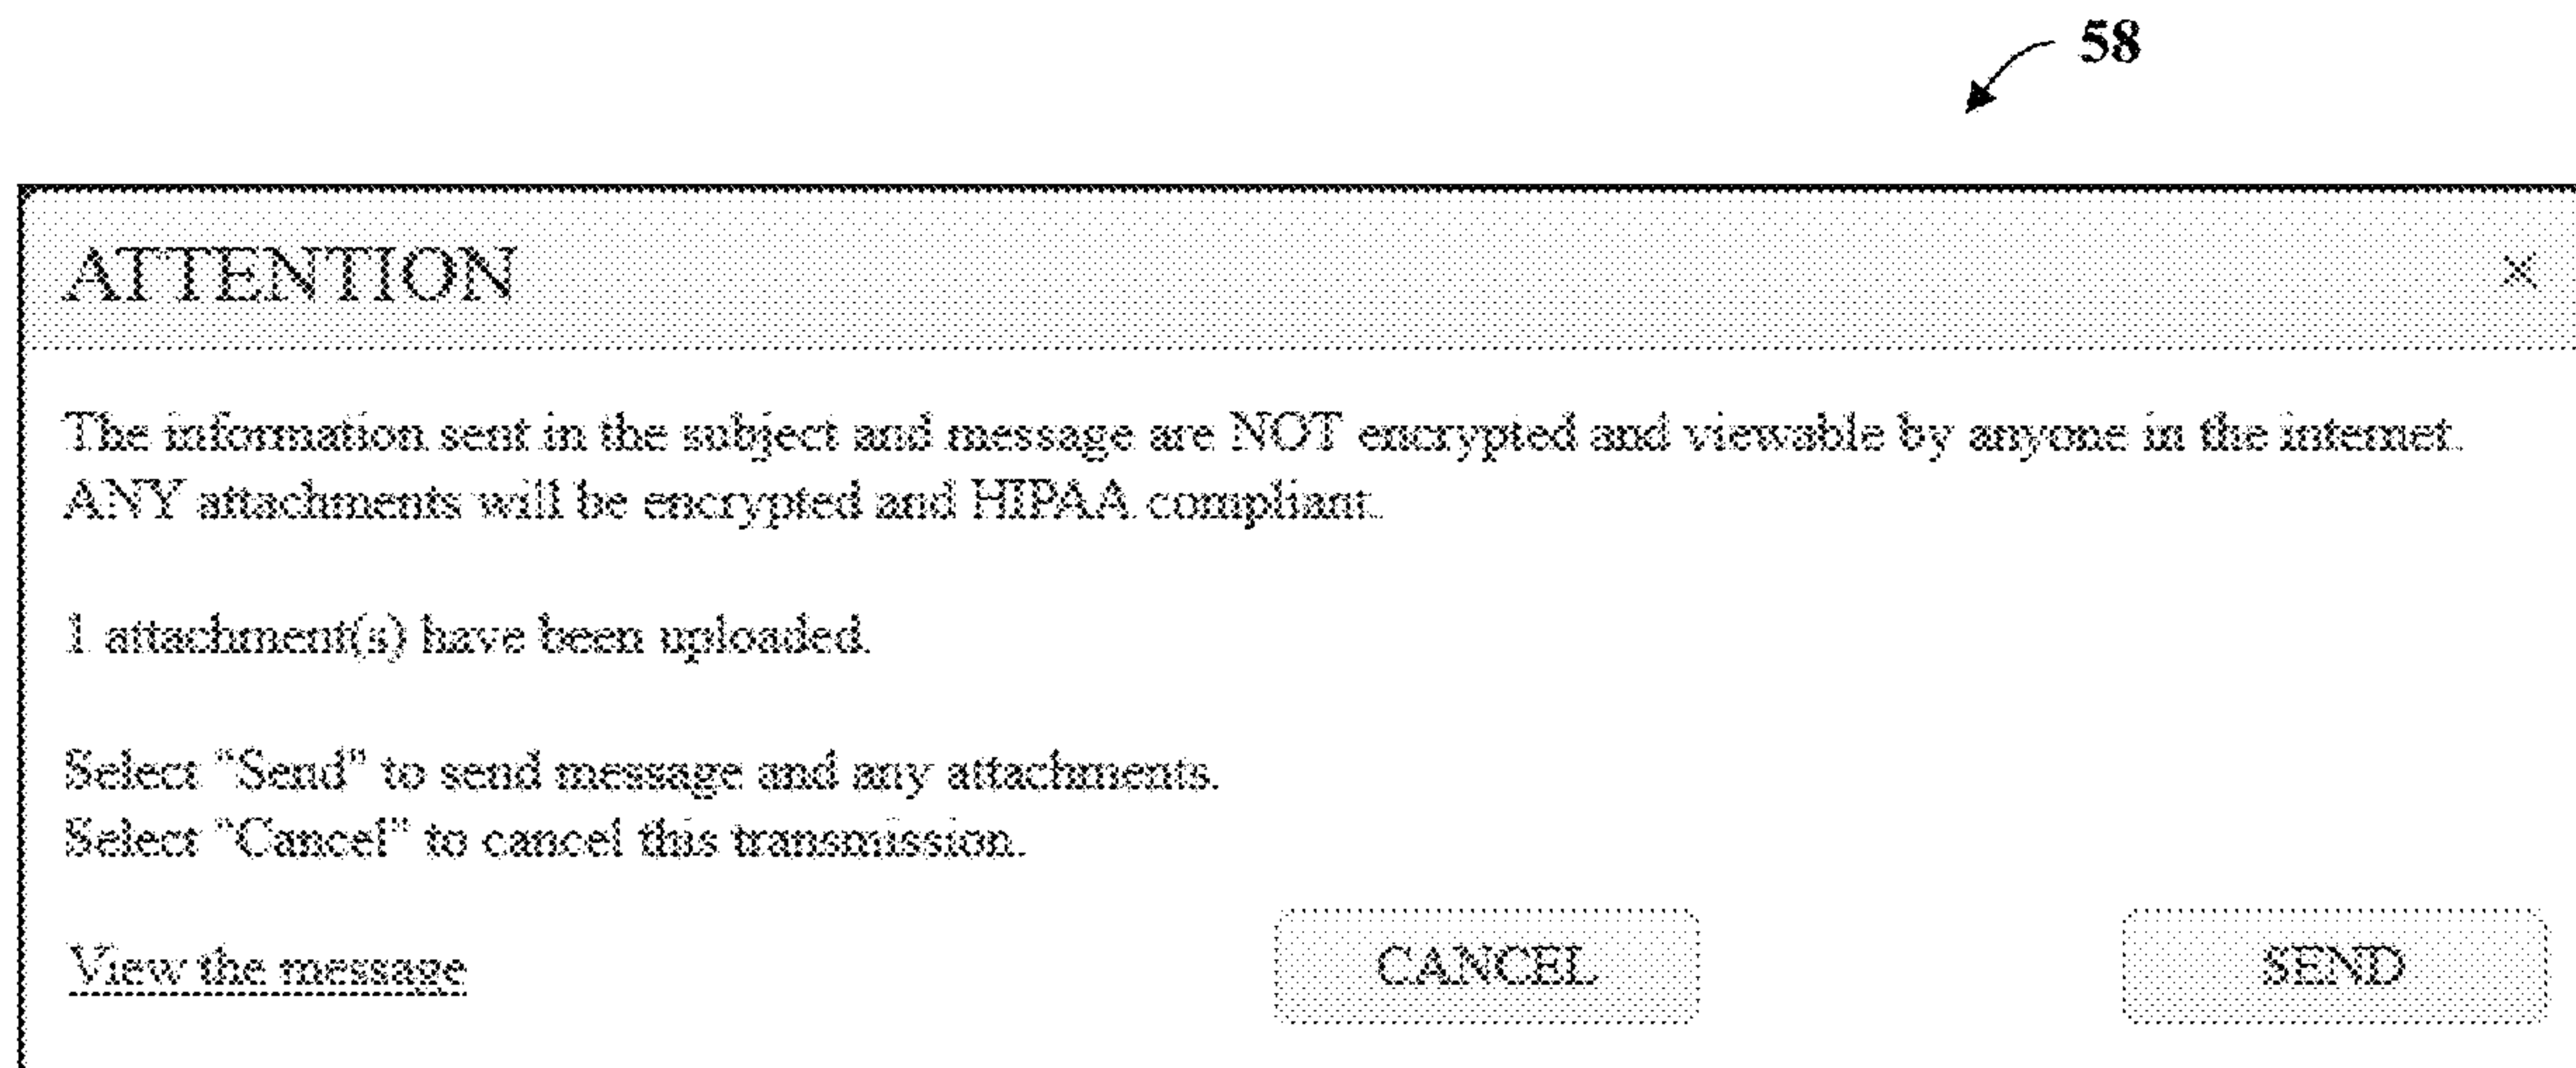 58
ATTENTION ×
The information sent in the subject and message are NOT encrypted and viewable by anyone in the internet.
ANY attachments will be encrypted and HIPAA compliant.
1 attachment(s) have been uploaded.
Select "Send" to send message and any attachments.
Select "Cancel" to cancel this transmission.
View the message CANCEL SEND